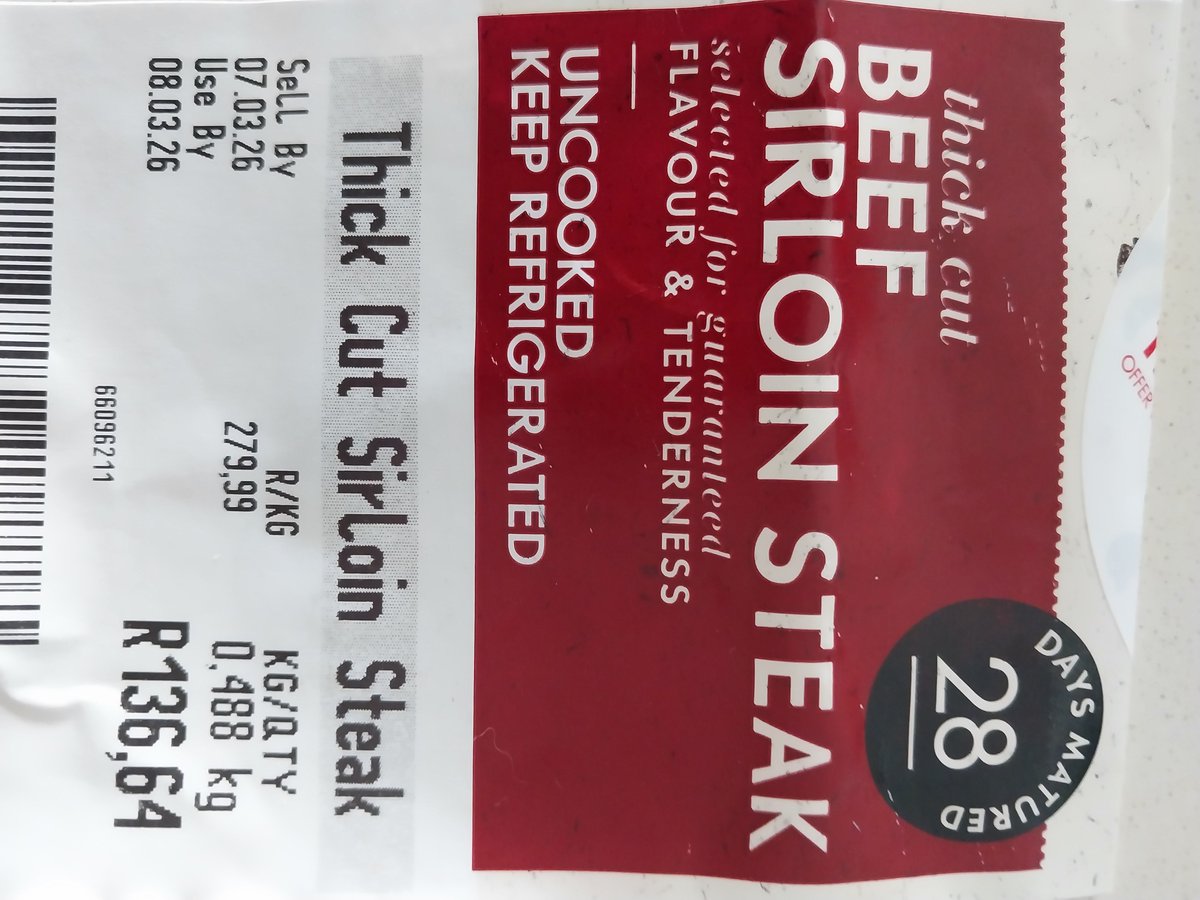 thick cut
BEEF
SIRLOIN STEAK
selected for guaranteed
FLAVOUR & TENDERNESS
UNCOOKED
KEEP REFRIGERATED
28
DAYS MATURED
OFFER
Thick Cut Sirloin Steak
Sell By
07.03.26
Use By
08.03.26
R/KG
279,99
KG/QTY
0,488 kg
R136,64
66096211